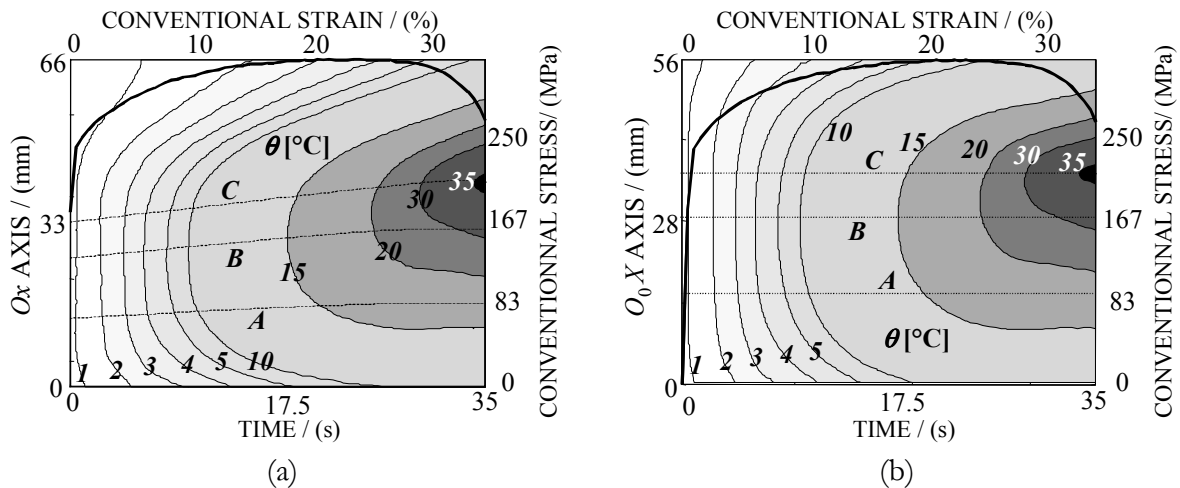 CONVENTIONAL STRAIN / (%)
0 10 20 30
66
33
0
Ox AXIS / (mm)
θ [°C]
C
B
A
1 2 3 4 5 10
15
20
30
35
250
167
83
0
CONVENTIONNAL STRESS/ (MPa)
0 17.5 35
TIME / (s)
(a)
CONVENTIONAL STRAIN / (%)
0 10 20 30
56
28
0
O0 X AXIS / (mm)
10
15
20
30
35
C
B
A
θ [°C]
1 2 3 4 5
250
167
83
0
CONVENTIONNAL STRESS/ (MPa)
0 17.5 35
TIME / (s)
(b)